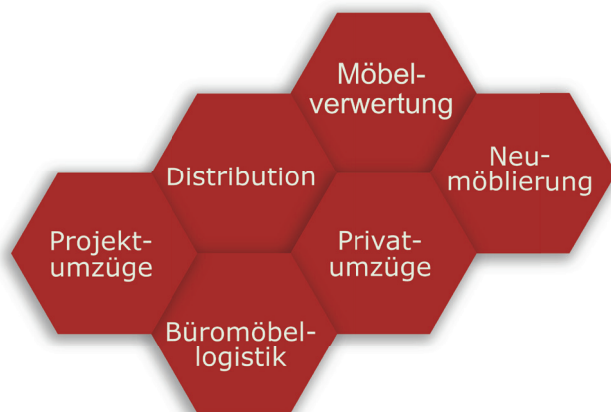 Möbel-
verwertung
Distribution
Neu-
möblierung
Projekt-
umzüge
Privat-
umzüge
Büromöbel-
logistik